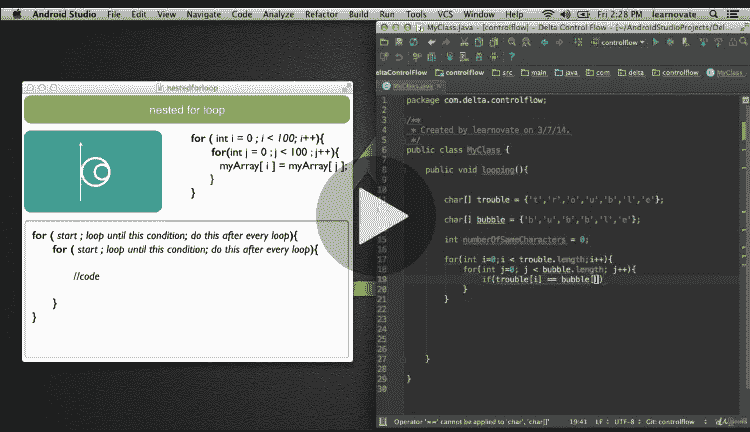 Android Studio File Edit View Navigate Code Analyze Refactor Build Run Tools VCS Window Help Fri 2:28 PM learnovate
MyClass.java - [controlflow] - Delta Control Flow - [~/AndroidStudioProjects/Del
controlflow
deltaControlFlow controlflow src main java com delta controlflow MyClass
MyClass.java
nestedforloop
nested for loop
for ( int i = 0 ; i < 100; i++){
for(int j = 0 ; j < 100 ; j++){
myArray[ i ] = myArray[ j ];
}
}
for ( start ; loop until this condition; do this after every loop){
for ( start ; loop until this condition; do this after every loop){
//code
}
}
1 package com.delta.controlflow;
2
3 /**
4 * Created by learnovate on 3/7/14.
5 */
6 public class MyClass {
7
8 public void looping(){
9
10
11 char[] trouble = {'t','r','o','u','b','l','e'};
12
13 char[] bubble = {'b','u','b','b','l','e'};
14
15 int numberOfSameCharacters = 0;
16
17 for(int i=0;i < trouble.length;i++){
18 for(int j=0; j < bubble.length; j++){
19 if(trouble[i] == bubble[])
20 }
21 }
22
23
24
25
26
27 }
28
29 }
30
Operator '==' cannot be applied to 'char','char[]' 19:41 LF UTF-8 Git: controlflow